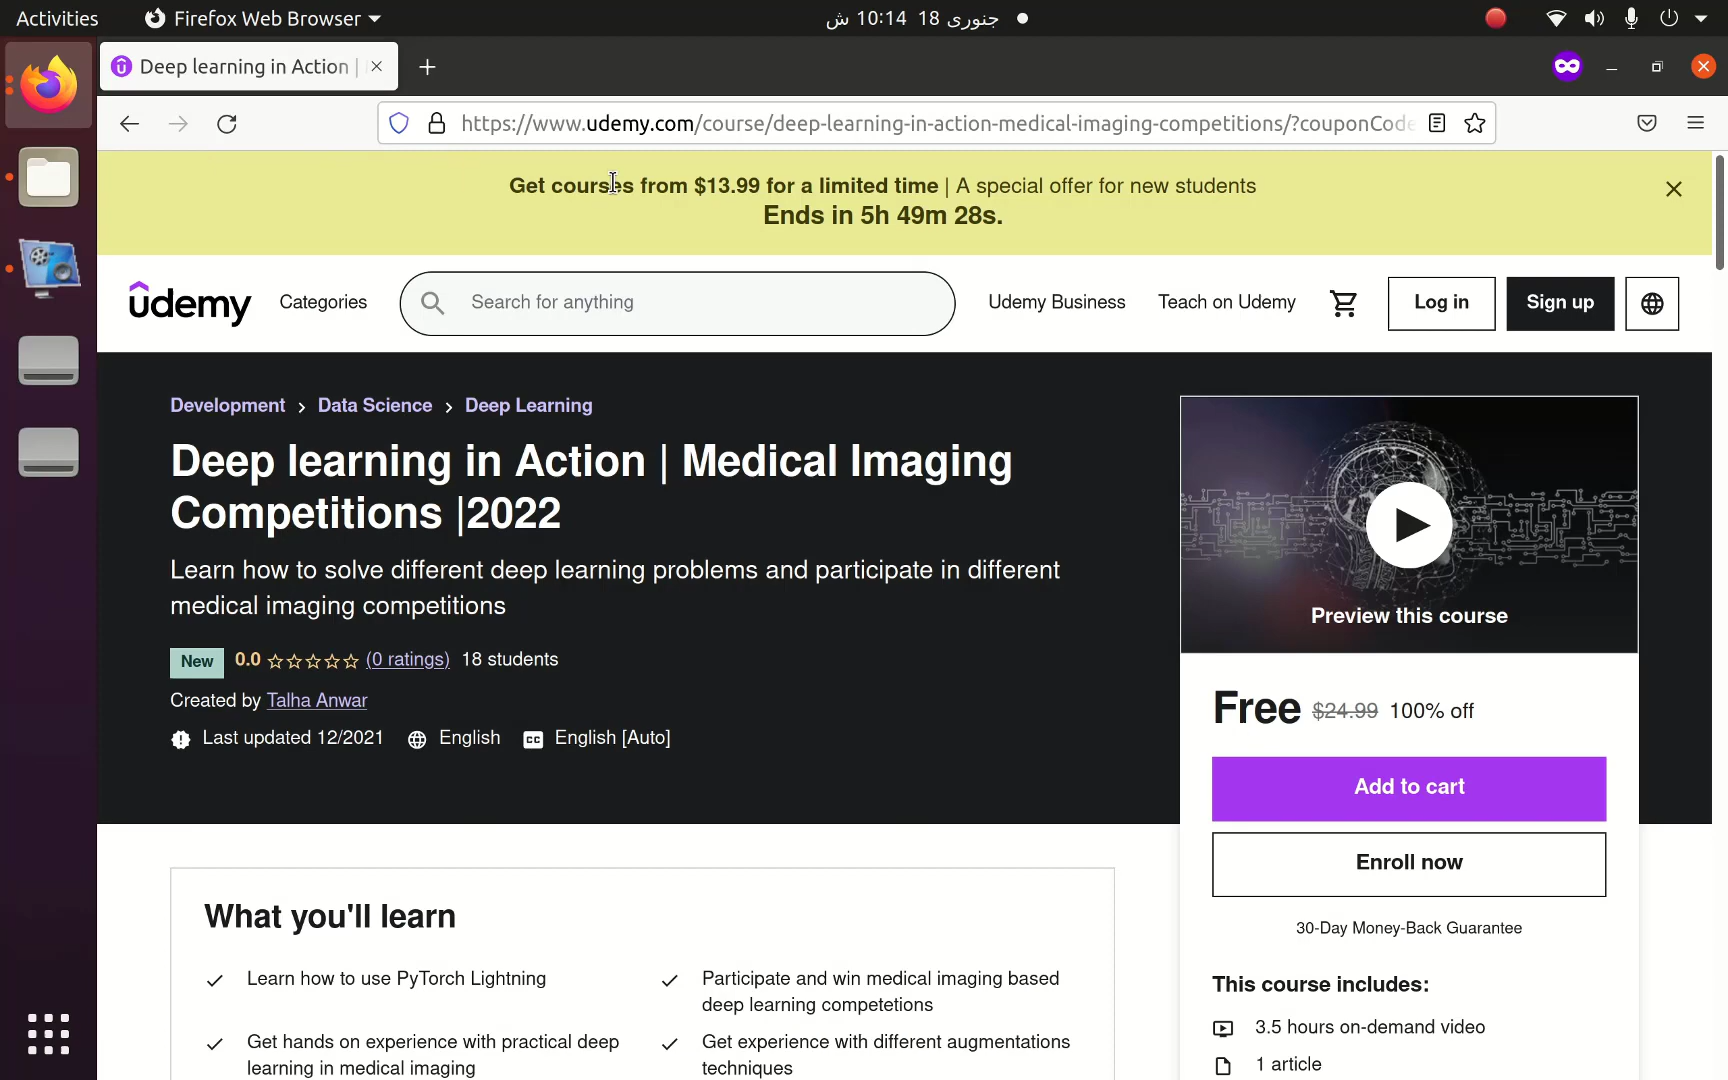 Activities
Firefox Web Browser
جنوری 18 10:14 ش
Deep learning in Action |
https://www.udemy.com/course/deep-learning-in-action-medical-imaging-competitions/?couponCode
Get courses from $13.99 for a limited time | A special offer for new students
Ends in 5h 49m 28s.
udemy
Categories
Search for anything
Udemy Business
Teach on Udemy
Log in
Sign up
Development > Data Science > Deep Learning
Deep learning in Action | Medical Imaging
Competitions |2022
Learn how to solve different deep learning problems and participate in different
medical imaging competitions
New 0.0 (0 ratings) 18 students
Created by Talha Anwar
Last updated 12/2021 English CC English [Auto]
Preview this course
Free $24.99 100% off
Add to cart
Enroll now
30-Day Money-Back Guarantee
This course includes:
3.5 hours on-demand video
1 article
What you'll learn
Learn how to use PyTorch Lightning
Participate and win medical imaging based
deep learning competetions
Get hands on experience with practical deep
learning in medical imaging
Get experience with different augmentations
techniques